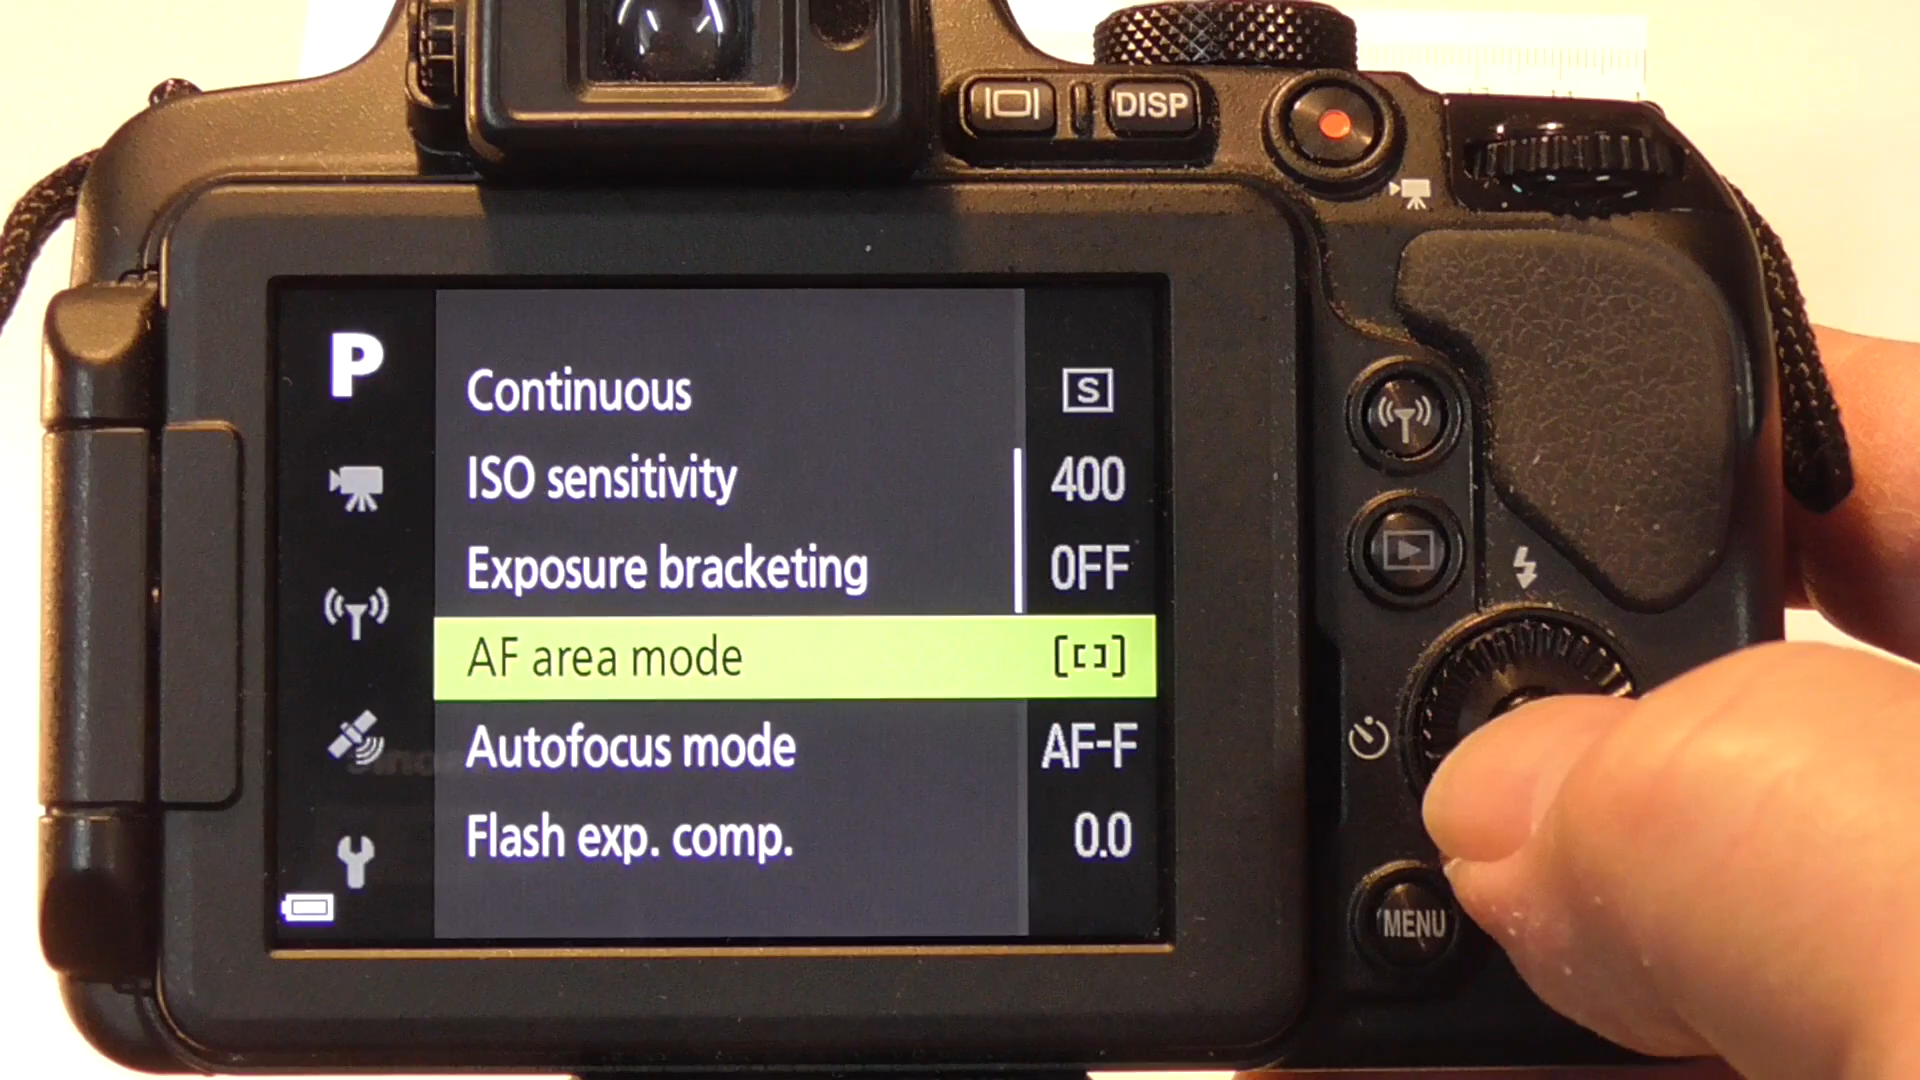 DISP
P
Continuous S
ISO sensitivity 400
Exposure bracketing OFF
AF area mode [ ]
Autofocus mode AF-F
Flash exp. comp. 0.0
MENU